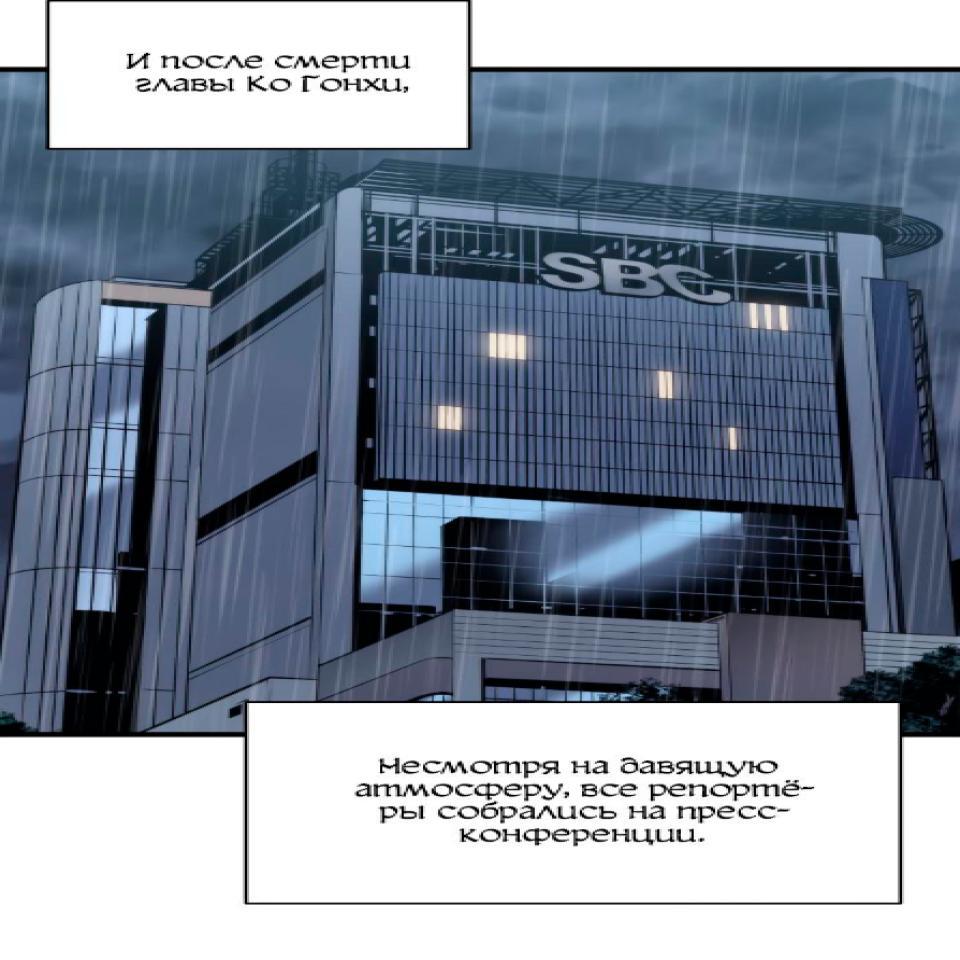 И после смерти
главы Ко Гонхи,
SBC
Несмотря на давящую
атмосферу, все репортё-
ры собрались на пресс-
конференции.